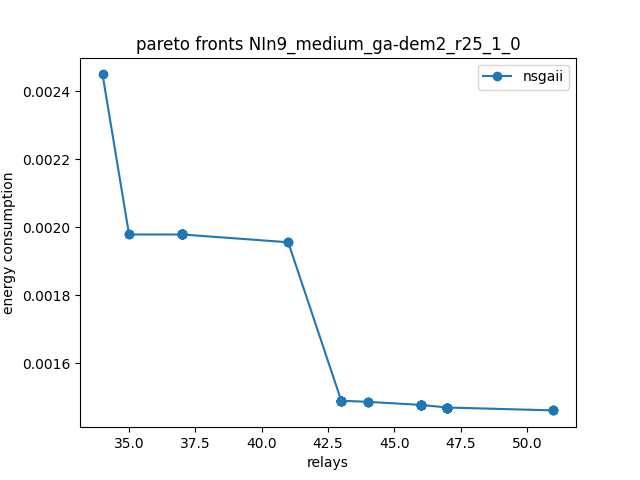 pareto fronts NIn9_medium_ga-dem2_r25_1_0
nsgaii
energy consumption
0.0024
0.0022
0.0020
0.0018
0.0016
35.0 37.5 40.0 42.5 45.0 47.5 50.0
relays